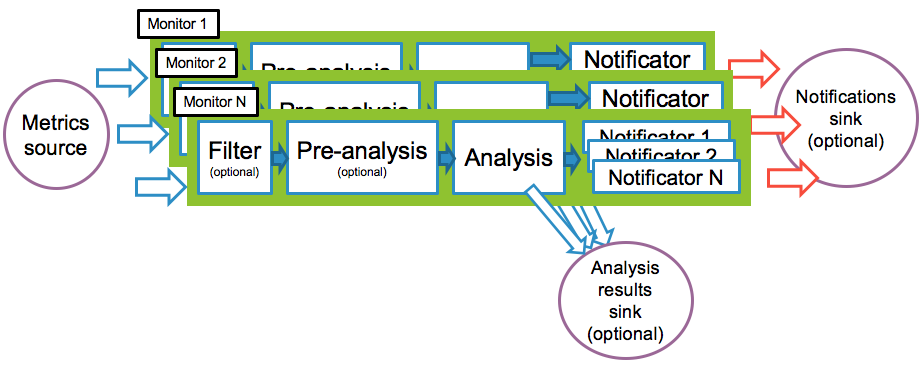 Monitor 1
Monitor 2
Monitor N
Pre-analysis
Notificator
Pre-analysis
Notificator
Metrics
source
Filter
(optional)
Pre-analysis
(optional)
Analysis
Notificator 1
Notificator 2
Notificator N
Notifications
sink
(optional)
Analysis
results
sink
(optional)